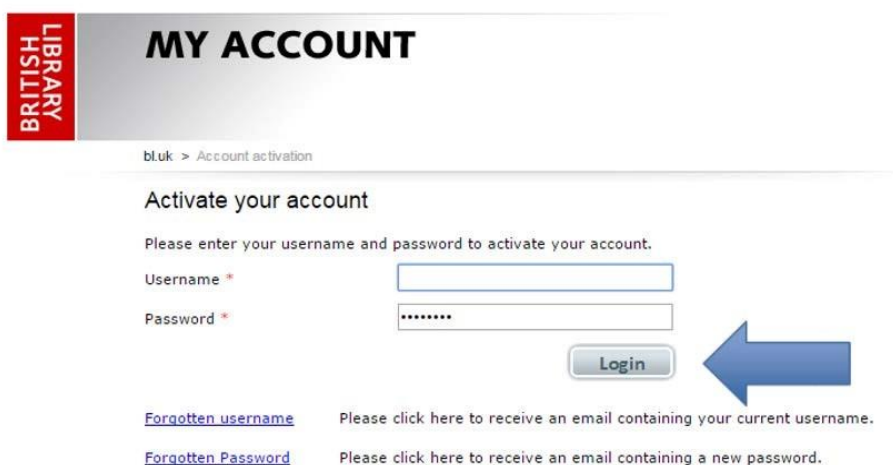 LIBRARY
BRITISH
MY ACCOUNT
bl.uk > Account activation
Activate your account
Please enter your username and password to activate your account.
Username *
Password * ••••••••
Login
Forgotten username Please click here to receive an email containing your current username.
Forgotten Password Please click here to receive an email containing a new password.